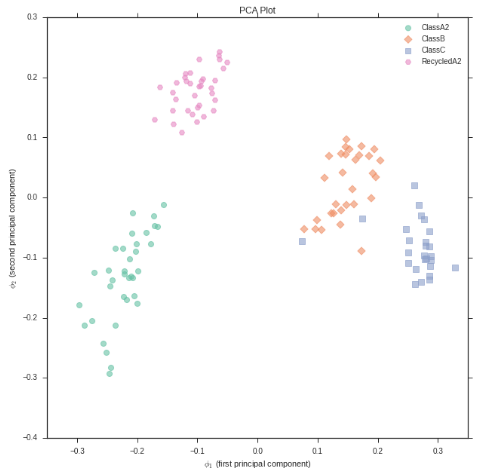 PCA Plot
0.3
0.2
0.1
0.0
−0.1
−0.2
−0.3
−0.4
ϕ2 (second principal component)
ClassA2
ClassB
ClassC
RecycledA2
−0.3 −0.2 −0.1 0.0 0.1 0.2 0.3
ϕ1 (first principal component)